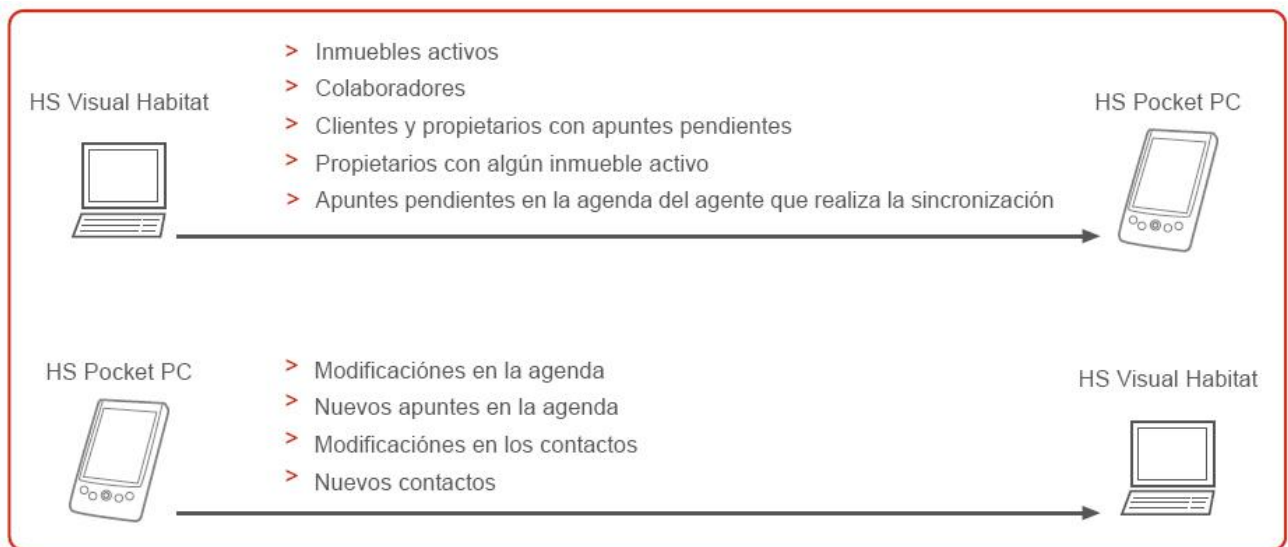 HS Visual Habitat
> Inmuebles activos
> Colaboradores
> Clientes y propietarios con apuntes pendientes
> Propietarios con algún inmueble activo
> Apuntes pendientes en la agenda del agente que realiza la sincronización
HS Pocket PC
HS Pocket PC
> Modificaciónes en la agenda
> Nuevos apuntes en la agenda
> Modificaciónes en los contactos
> Nuevos contactos
HS Visual Habitat